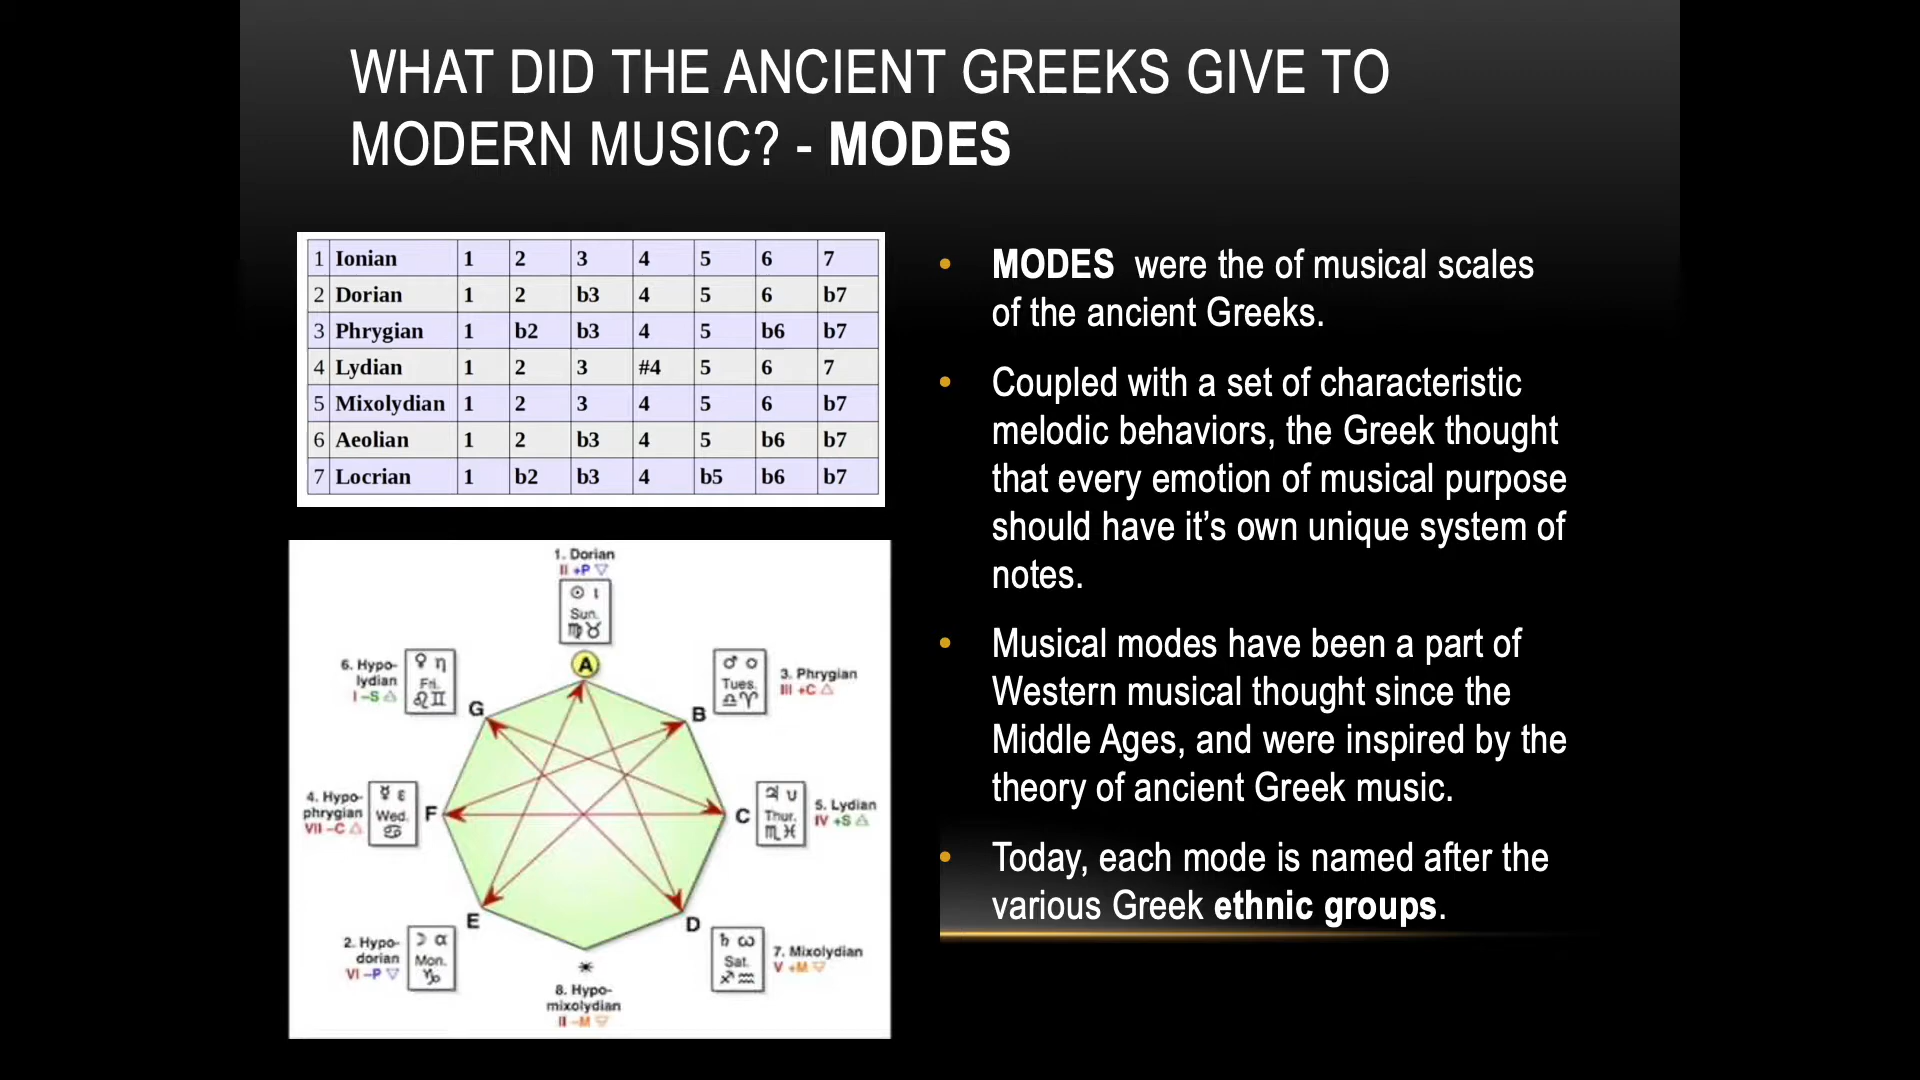 WHAT DID THE ANCIENT GREEKS GIVE TO
MODERN MUSIC? - MODES
1 Ionian 1 2 3 4 5 6 7
2 Dorian 1 2 b3 4 5 6 b7
3 Phrygian 1 b2 b3 4 5 b6 b7
4 Lydian 1 2 3 #4 5 6 7
5 Mixolydian 1 2 3 4 5 6 b7
6 Aeolian 1 2 b3 4 5 b6 b7
7 Locrian 1 b2 b3 4 b5 b6 b7
• MODES were the of musical scales
of the ancient Greeks.
• Coupled with a set of characteristic
melodic behaviors, the Greek thought
that every emotion of musical purpose
should have it’s own unique system of
notes.
• Musical modes have been a part of
Western musical thought since the
Middle Ages, and were inspired by the
theory of ancient Greek music.
• Today, each mode is named after the
various Greek ethnic groups.
1. Dorian
II +P ▽
☉ ι
Sun.
♍♉
A
6. Hypo-
lydian
I –S
♀ η
Fri.
♌♊
G
♂ ο
Tues.
♎♈
3. Phrygian
III +C △
B
4. Hypo-
phrygian
VII –C △
☿ ε
Wed.
♋
F
C
♃ υ
Thur.
♏♓
5. Lydian
IV +S
E
2. Hypo-
dorian
VI –P ▽
☽ α
Mon.
♑
D
♄ ω
Sat.
♐♒
7. Mixolydian
V +M
8. Hypo-
mixolydian
II –M